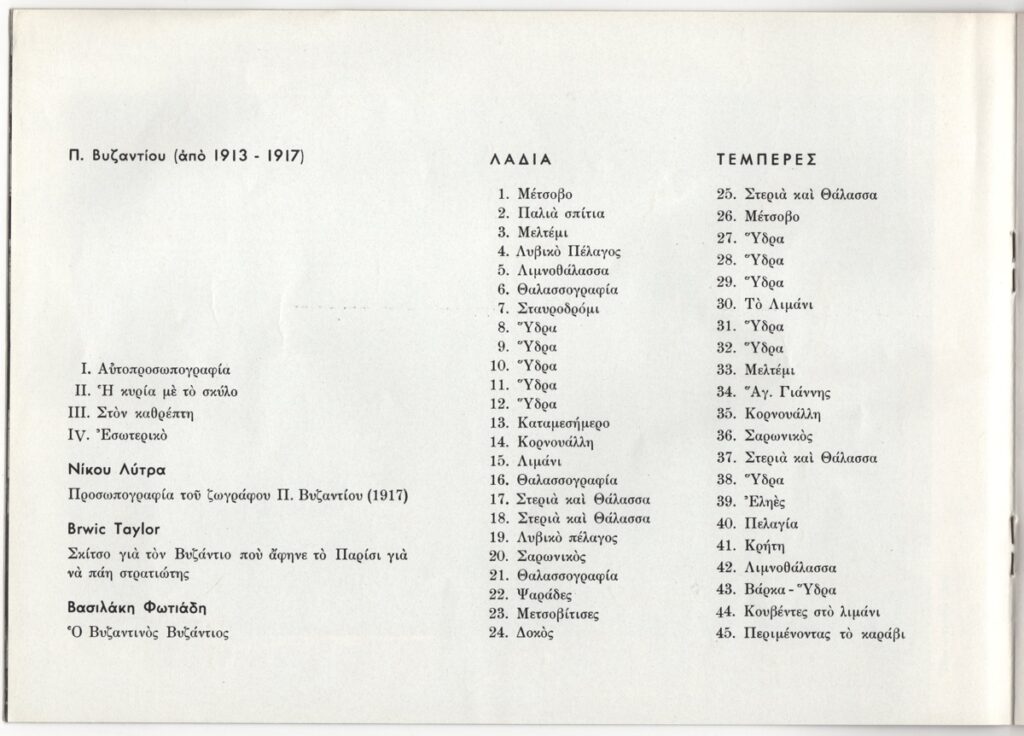 Π. Βυζαντίου (ἀπὸ 1913 - 1917)
I. Αὐτοπροσωπογραφία
II. Ἡ κυρία μὲ τὸ σκύλο
III. Στὸν καθρέπτη
IV. Ἐσωτερικὸ
Νίκου Λύτρα
Προσωπογραφία τοῦ ζωγράφου Π. Βυζαντίου (1917)
Brwic Taylor
Σκίτσο γιὰ τὸν Βυζάντιο ποὺ ἄφηνε τὸ Παρίσι γιὰ
νὰ πάη στρατιώτης
Βασιλάκη Φωτιάδη
Ὁ Βυζαντινὸς Βυζάντιος
ΛΑΔΙΑ
1. Μέτσοβο
2. Παλιὰ σπίτια
3. Μελτέμι
4. Λυβικὸ Πέλαγος
5. Λιμνοθάλασσα
6. Θαλασσογραφία
7. Σταυροδρόμι
8. Ὕδρα
9. Ὕδρα
10. Ὕδρα
11. Ὕδρα
12. Ὕδρα
13. Καταμεσήμερο
14. Κορνουάλλη
15. Λιμάνι
16. Θαλασσογραφία
17. Στεριὰ καὶ Θάλασσα
18. Στεριὰ καὶ Θάλασσα
19. Λυβικὸ πέλαγος
20. Σαρωνικὸς
21. Θαλασσογραφία
22. Ψαράδες
23. Μετσοβίτισες
24. Δοκὸς
ΤΕΜΠΕΡΕΣ
25. Στεριὰ καὶ Θάλασσα
26. Μέτσοβο
27. Ὕδρα
28. Ὕδρα
29. Ὕδρα
30. Τὸ Λιμάνι
31. Ὕδρα
32. Ὕδρα
33. Μελτέμι
34. Ἅγ. Γιάννης
35. Κορνουάλλη
36. Σαρωνικὸς
37. Στεριὰ καὶ Θάλασσα
38. Ὕδρα
39. Ἐληὲς
40. Πελαγία
41. Κρήτη
42. Λιμνοθάλασσα
43. Βάρκα - Ὕδρα
44. Κουβέντες στὸ λιμάνι
45. Περιμένοντας τὸ καράβι